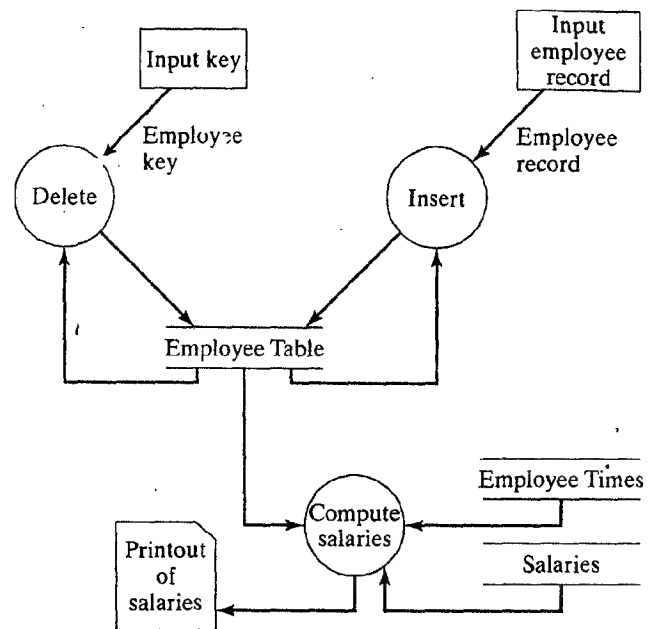 Input key
Input
employee
record
Employee
key
Employee
record
Delete
Insert
Employee Table
Employee Times
Compute
salaries
Salaries
Printout
of
salaries